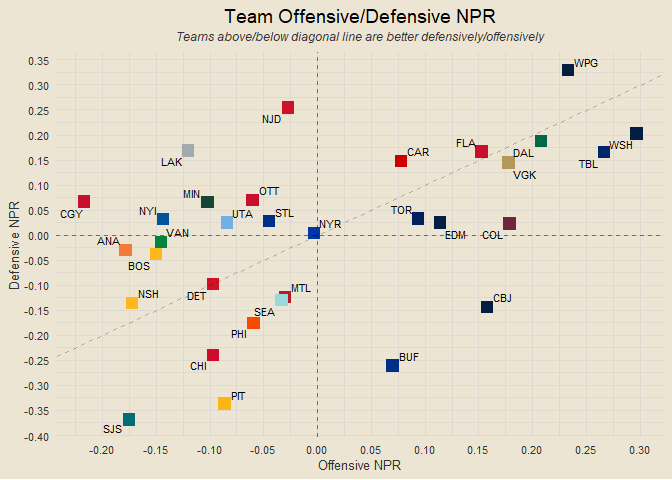 Team Offensive/Defensive NPR
Teams above/below diagonal line are better defensively/offensively
0.35
WPG
0.30
0.25
NJD
0.20
WSH
FLA
DAL
0.15
CAR
LAK
TBL
VGK
0.10
OTT
MIN
0.05
CGY
NYI
UTA
STL
TOR
NYR
EDM
COL
0.00
VAN
ANA
BOS
-0.05
DET
MTL
-0.10
NSH
SEA
CBJ
-0.15
PHI
-0.20
CHI
BUF
-0.25
-0.30
PIT
-0.35
SJS
-0.40
Defensive NPR
-0.20
-0.15
-0.10
-0.05
0.00
0.05
0.10
0.15
0.20
0.25
0.30
Offensive NPR